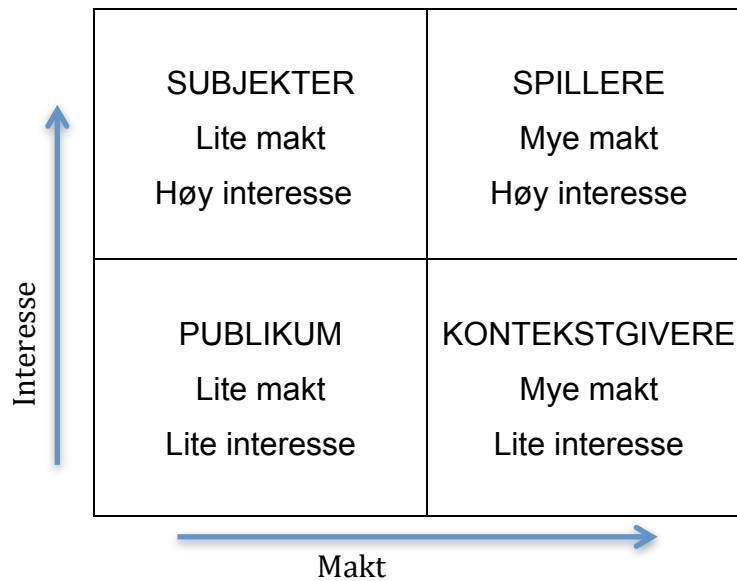 SUBJEKTER
Lite makt
Høy interesse
SPILLERE
Mye makt
Høy interesse
Interesse
PUBLIKUM
Lite makt
Lite interesse
KONTEKSTGIVERE
Mye makt
Lite interesse
Makt